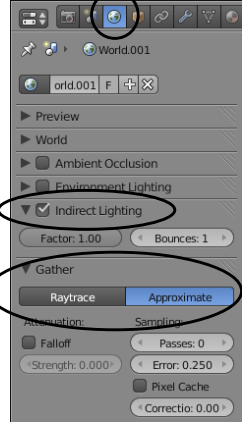 World.001
orld.001 F
Preview
World
Ambient Occlusion
Environment Lighting
Indirect Lighting
Factor: 1.00 Bounces: 1
Gather
Raytrace Approximate
Attenuation: Sampling:
Falloff Passes: 0
Strength: 0.000 Error: 0.250
Pixel Cache
Correctio: 0.00